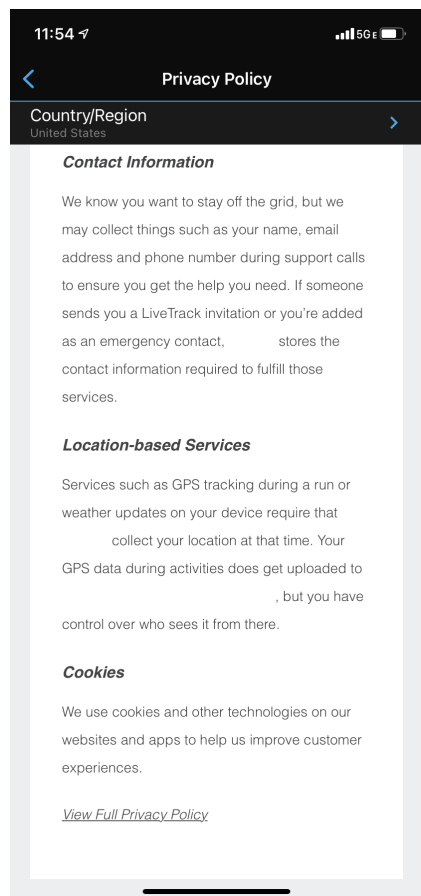 11:54
5G E
Privacy Policy
Country/Region
United States
Contact Information
We know you want to stay off the grid, but we
may collect things such as your name, email
address and phone number during support calls
to ensure you get the help you need. If someone
sends you a LiveTrack invitation or you're added
as an emergency contact, stores the
contact information required to fulfill those
services.
Location-based Services
Services such as GPS tracking during a run or
weather updates on your device require that
collect your location at that time. Your
GPS data during activities does get uploaded to
, but you have
control over who sees it from there.
Cookies
We use cookies and other technologies on our
websites and apps to help us improve customer
experiences.
View Full Privacy Policy